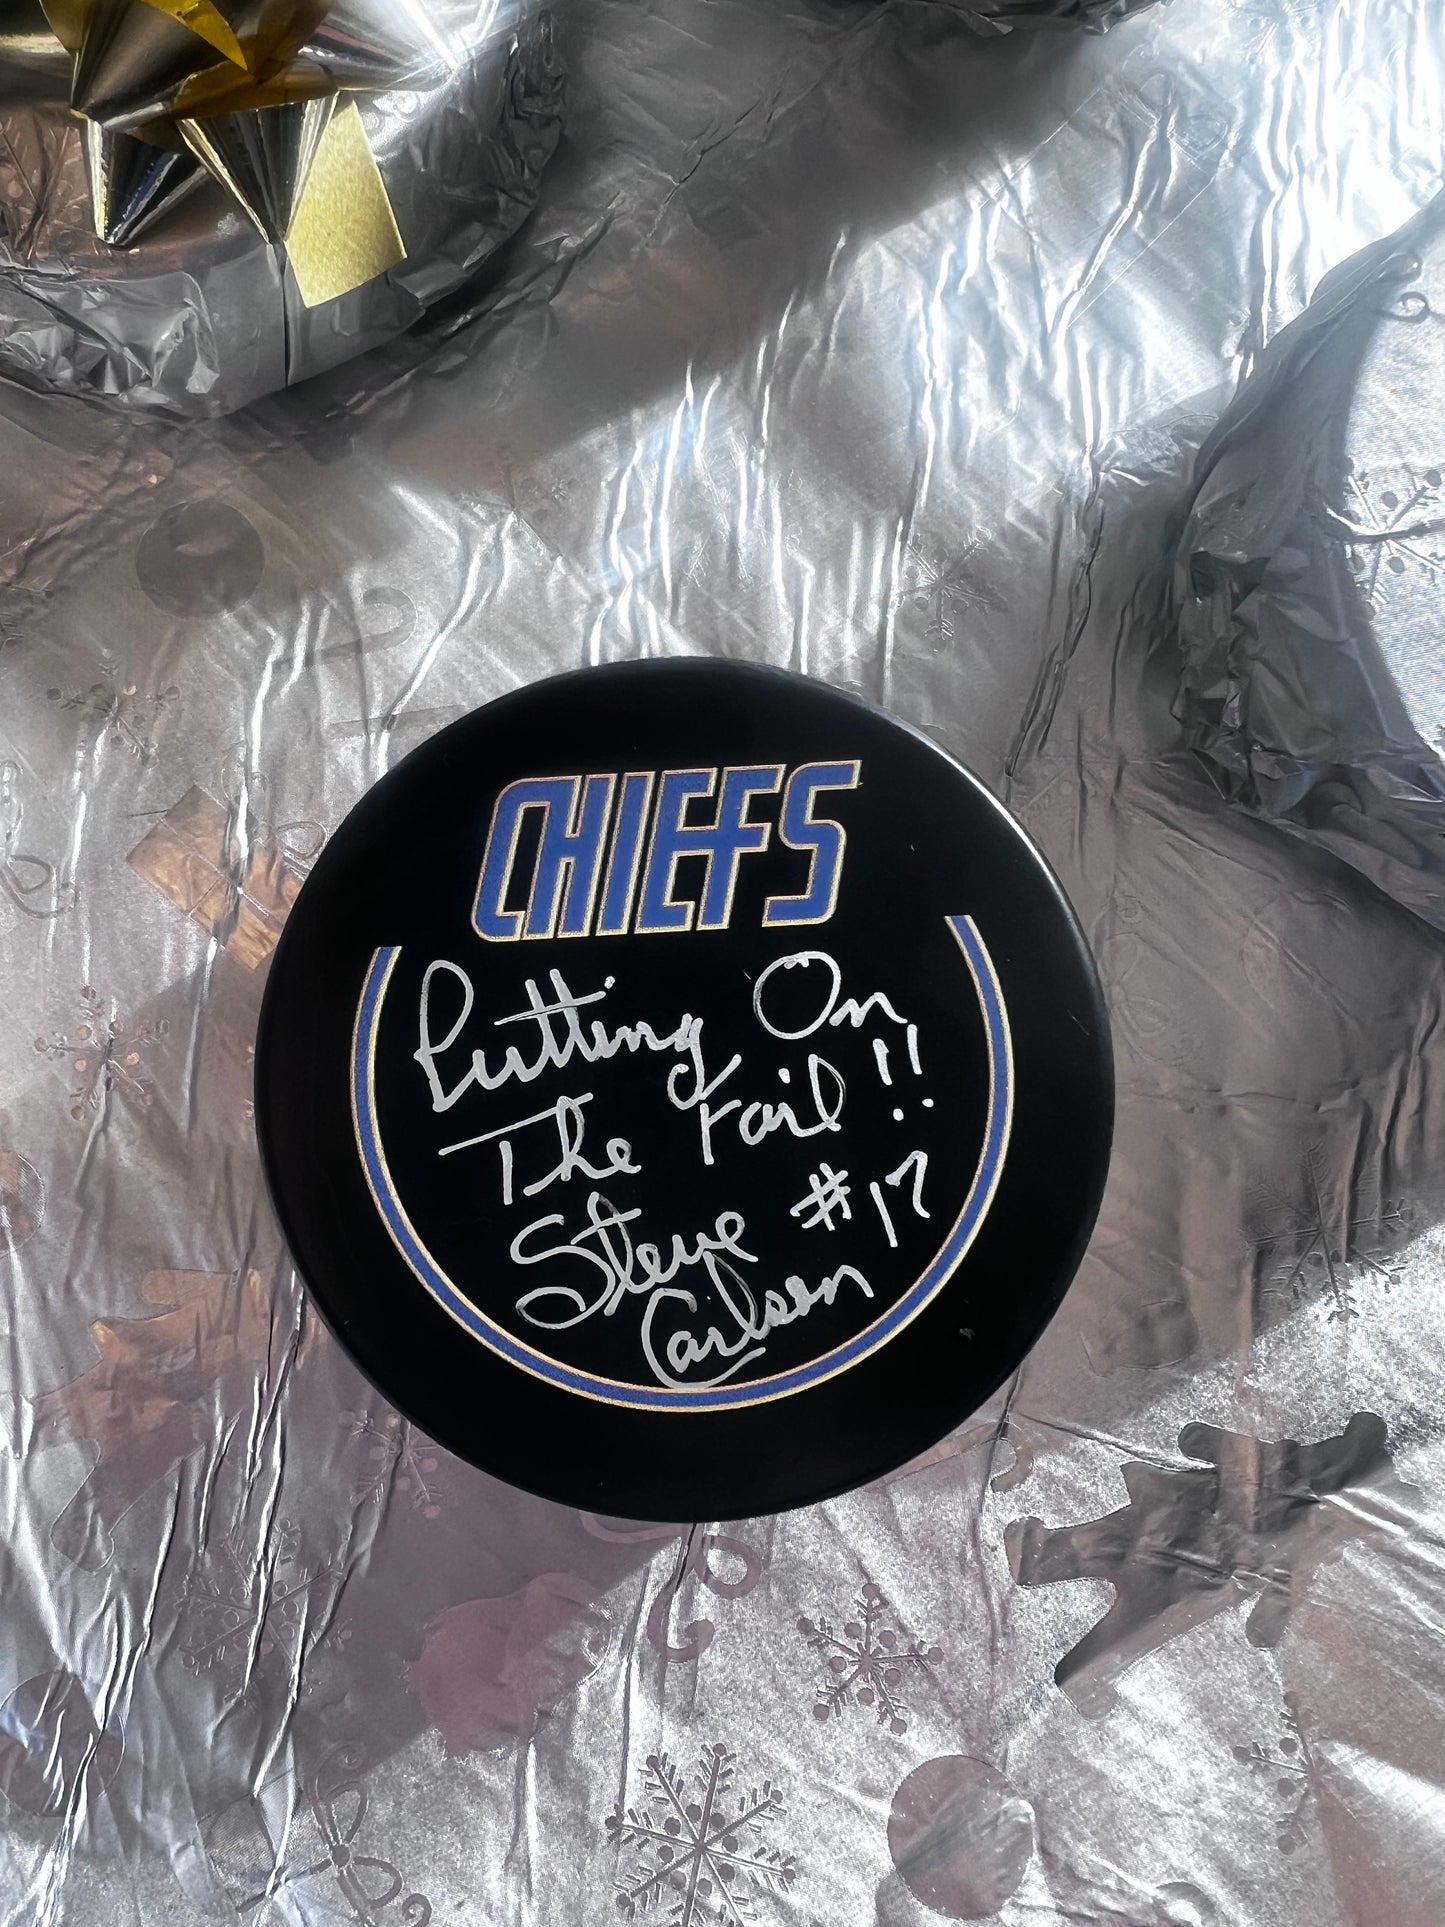 CHIEFS
Putting On
The Foil!!
Steve #17
Carlson